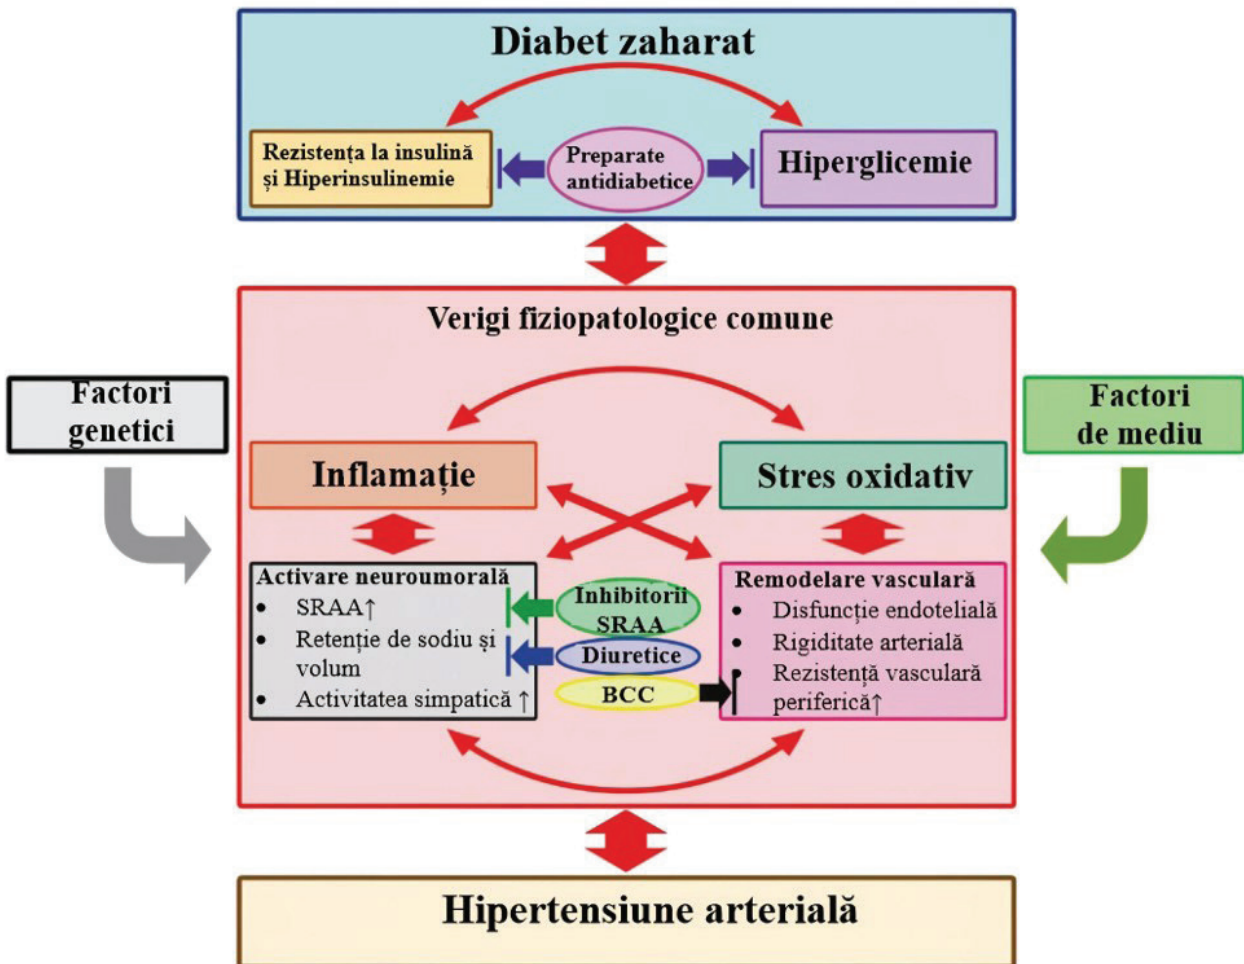 Diabet zaharat
Rezistența la insulină
și Hiperinsulinemie
Preparate
antidiabetice
Hiperglicemie
Verigi fiziopatologice comune
Factori
genetici
Factori
de mediu
Inflamație
Stres oxidativ
Activare neuroumorală
• SRAA↑
• Retenție de sodiu și
volum
• Activitatea simpatică ↑
Inhibitorii
SRAA
Diuretice
BCC
Remodelare vasculară
• Disfuncție endotelială
• Rigiditate arterială
• Rezistență vasculară
periferică↑
Hipertensiune arterială